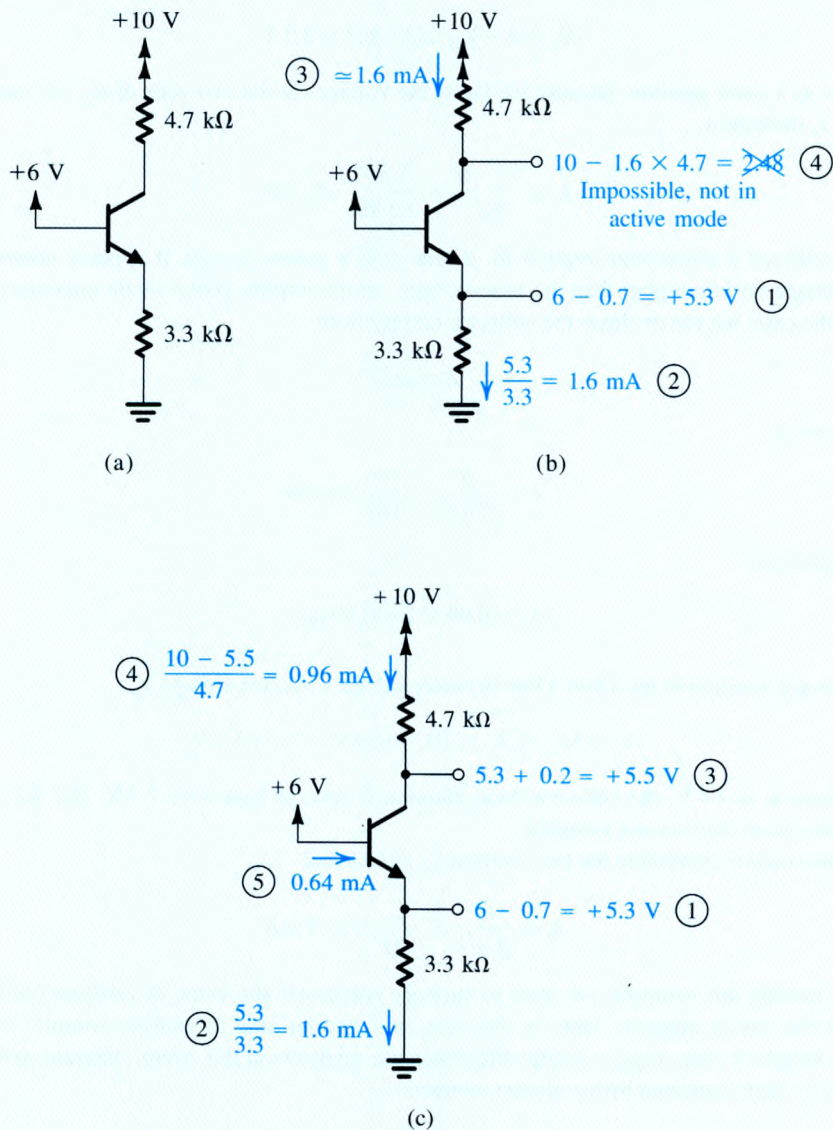 +10 V
4.7 kΩ
+6 V
3.3 kΩ
(a)
+10 V
③ ≃1.6 mA
4.7 kΩ
10 − 1.6 × 4.7 = 2.48 ④
Impossible, not in
active mode
+6 V
6 − 0.7 = +5.3 V ①
3.3 kΩ
5.3/3.3 = 1.6 mA ②
(b)
+10 V
④ 10 − 5.5/4.7 = 0.96 mA
4.7 kΩ
5.3 + 0.2 = +5.5 V ③
+6 V
⑤ 0.64 mA
6 − 0.7 = +5.3 V ①
3.3 kΩ
② 5.3/3.3 = 1.6 mA
(c)